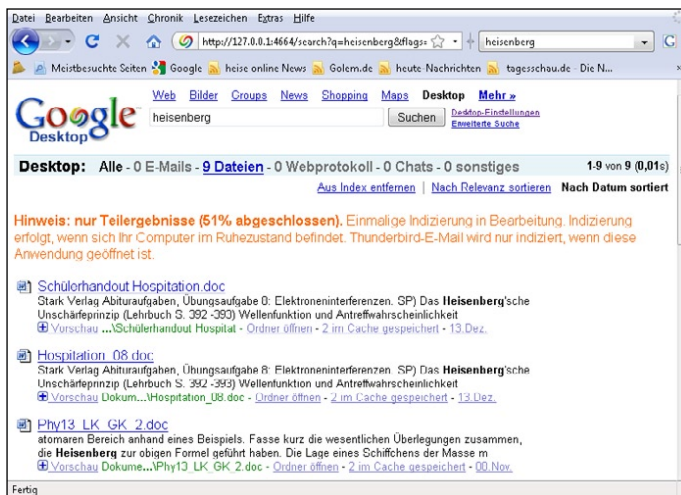 Datei Bearbeiten Ansicht Chronik Lesezeichen Extras Hilfe
http://127.0.0.1:4664/search?q=heisenberg&flags= heisenberg
Meistbesuchte Seiten Google heise online News Golem.de heute-Nachrichten tagesschau.de - Die N...
Google Desktop
Web Bilder Groups News Shopping Maps Desktop Mehr »
heisenberg Suchen Desktop-Einstellungen
Erweiterte Suche
Desktop: Alle - 0 E-Mails - 9 Dateien - 0 Webprotokoll - 0 Chats - 0 sonstiges 1-9 von 9 (0,01s)
Aus Index entfernen | Nach Relevanz sortieren Nach Datum sortiert
Hinweis: nur Teilergebnisse (51% abgeschlossen). Einmalige Indizierung in Bearbeitung. Indizierung
erfolgt, wenn sich Ihr Computer im Ruhezustand befindet. Thunderbird-E-Mail wird nur indiziert, wenn diese
Anwendung geöffnet ist.
Schülerhandout Hospitation.doc
Stark Verlag Abituraufgaben, Übungsaufgabe 8: Elektroneninterferenzen. SP) Das Heisenberg'sche
Unschärfeprinzip (Lehrbuch S. 392 -393) Wellenfunktion und Antreffwahrscheinlichkeit
Vorschau ...\Schülerhandout Hospitat - Ordner öffnen - 2 im Cache gespeichert - 13.Dez.
Hospitation_08.doc
Stark Verlag Abituraufgaben, Übungsaufgabe 8: Elektroneninterferenzen. SP) Das Heisenberg'sche
Unschärfeprinzip (Lehrbuch S. 392 -393) Wellenfunktion und Antreffwahrscheinlichkeit
Vorschau Dokum...\Hospitation_08.doc - Ordner öffnen - 2 im Cache gespeichert - 13.Dez.
Phy13_LK_GK_2.doc
atomaren Bereich anhand eines Beispiels. Fasse kurz die wesentlichen Überlegungen zusammen,
die Heisenberg zur obigen Formel geführt haben. Die Lage eines Schiffchens der Masse m
Vorschau Dokume...\Phy13_LK_GK_2.doc - Ordner öffnen - 2 im Cache gespeichert - 00.Nov.
Fertig